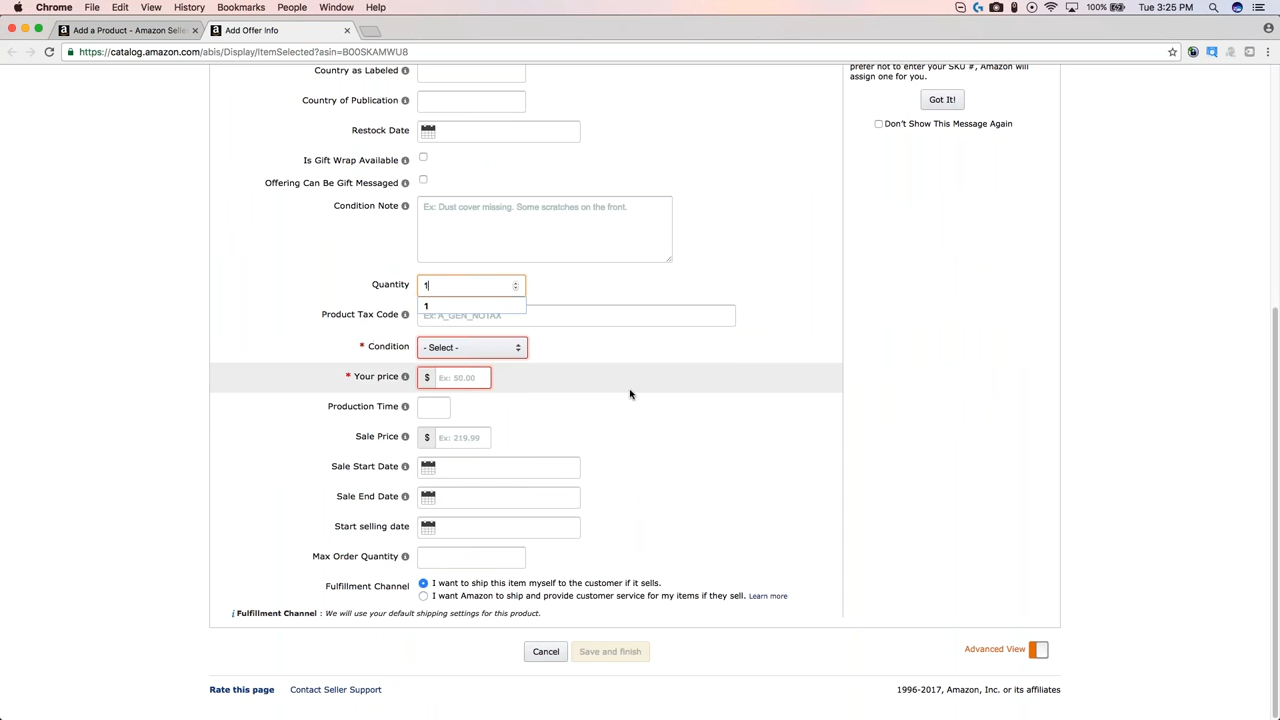 Chrome File Edit View History Bookmarks People Window Help 100% Tue 3:25 PM
Add a Product - Amazon Selle
Add Offer Info
https://catalog.amazon.com/abis/Display/ItemSelected?asin=B00SKAMWU8
prefer not to enter your SKU #, Amazon will
assign one for you.
Got It!
Don't Show This Message Again
Country as Labeled
Country of Publication
Restock Date
Is Gift Wrap Available
Offering Can Be Gift Messaged
Condition Note Ex: Dust cover missing. Some scratches on the front.
Quantity 1
1
Product Tax Code Ex: A_GEN_NOTAX
* Condition - Select -
* Your price $ Ex: 50.00
Production Time
Sale Price $ Ex: 219.99
Sale Start Date
Sale End Date
Start selling date
Max Order Quantity
Fulfillment Channel I want to ship this item myself to the customer if it sells.
I want Amazon to ship and provide customer service for my items if they sell. Learn more
Fulfillment Channel : We will use your default shipping settings for this product.
Cancel Save and finish Advanced View
Rate this page Contact Seller Support 1996-2017, Amazon, Inc. or its affiliates